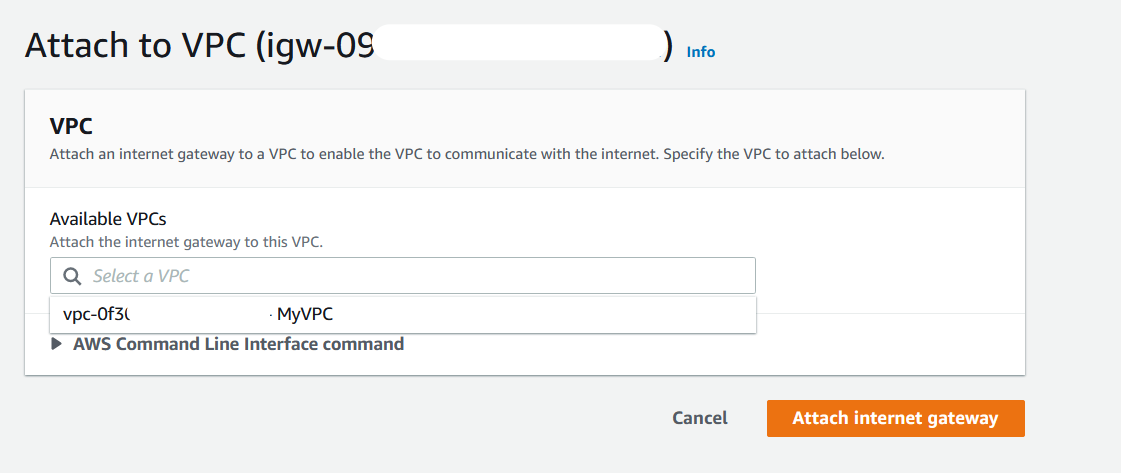 Attach to VPC (igw-09 ) Info
VPC
Attach an internet gateway to a VPC to enable the VPC to communicate with the internet. Specify the VPC to attach below.
Available VPCs
Attach the internet gateway to this VPC.
Select a VPC
vpc-0f3 - MyVPC
AWS Command Line Interface command
Cancel
Attach internet gateway